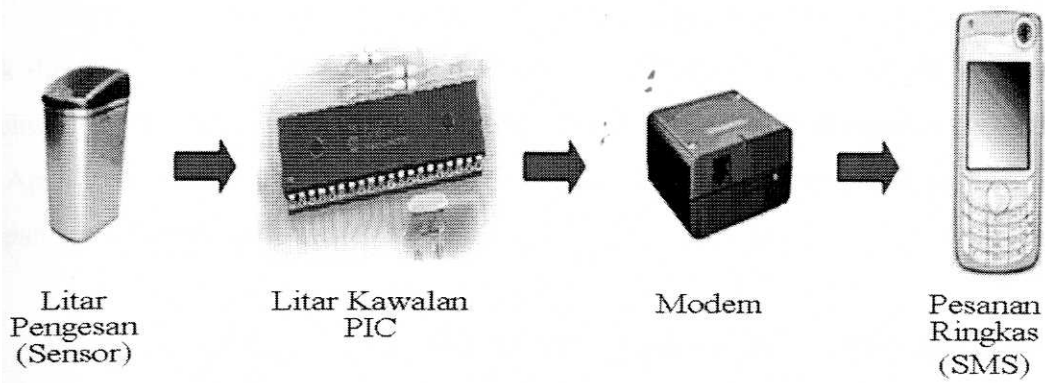 Litar
Pengesan
(Sensor)
Litar Kawalan
PIC
Modem
Pesanan
Ringkas
(SMS)